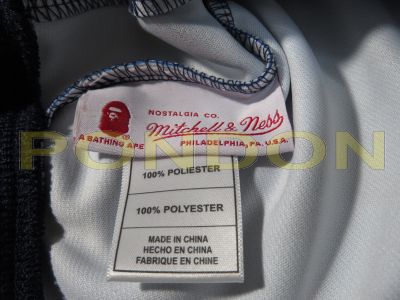 NOSTALGIA CO.
Mitchell & Ness
A BATHING APE
PHILADELPHIA, PA. U.S.A.
PONDON
100% POLIESTER
100% POLYESTER
MADE IN CHINA
HECHO EN CHINA
FABRIQUE EN CHINE